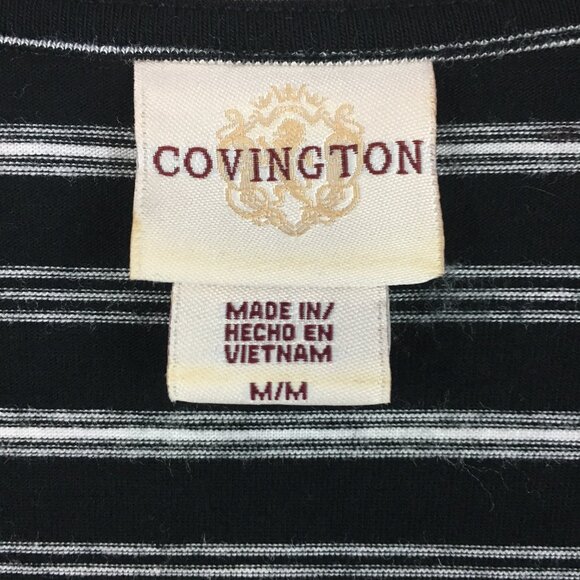 COVINGTON
MADE IN/
HECHO EN
VIETNAM
M/M